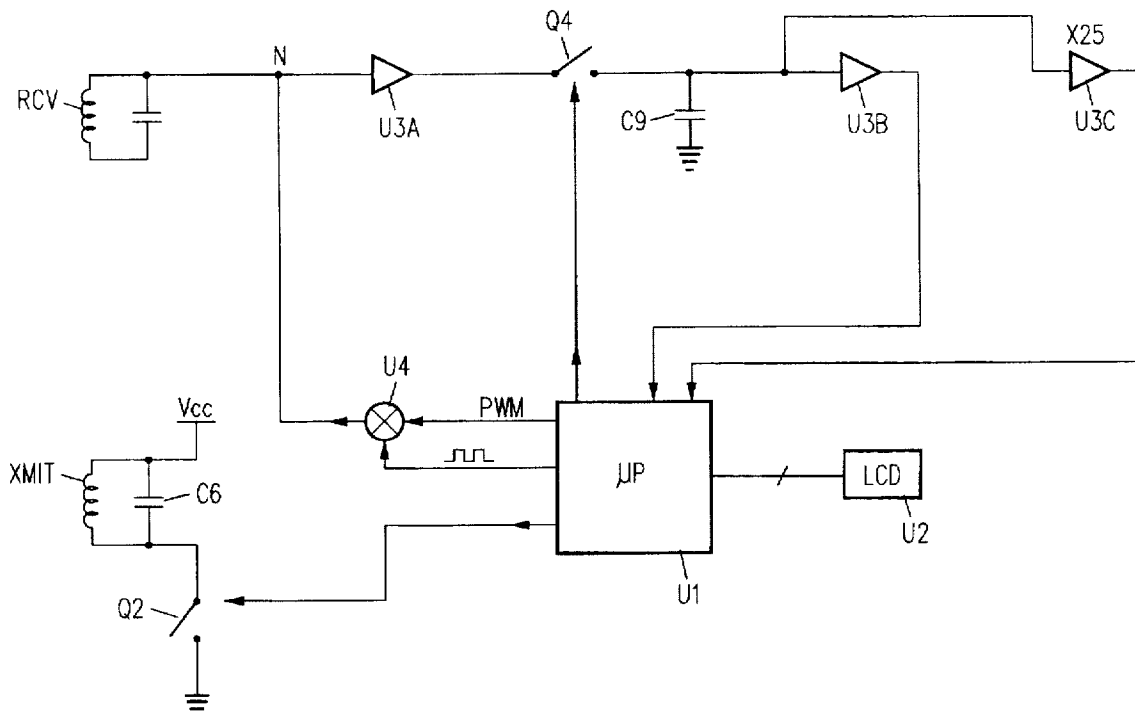 Q4
X25
N
RCV
U3A
C9
U3B
U3C
U4
Vcc
PWM
XMIT
C6
µP
LCD
U2
Q2
U1